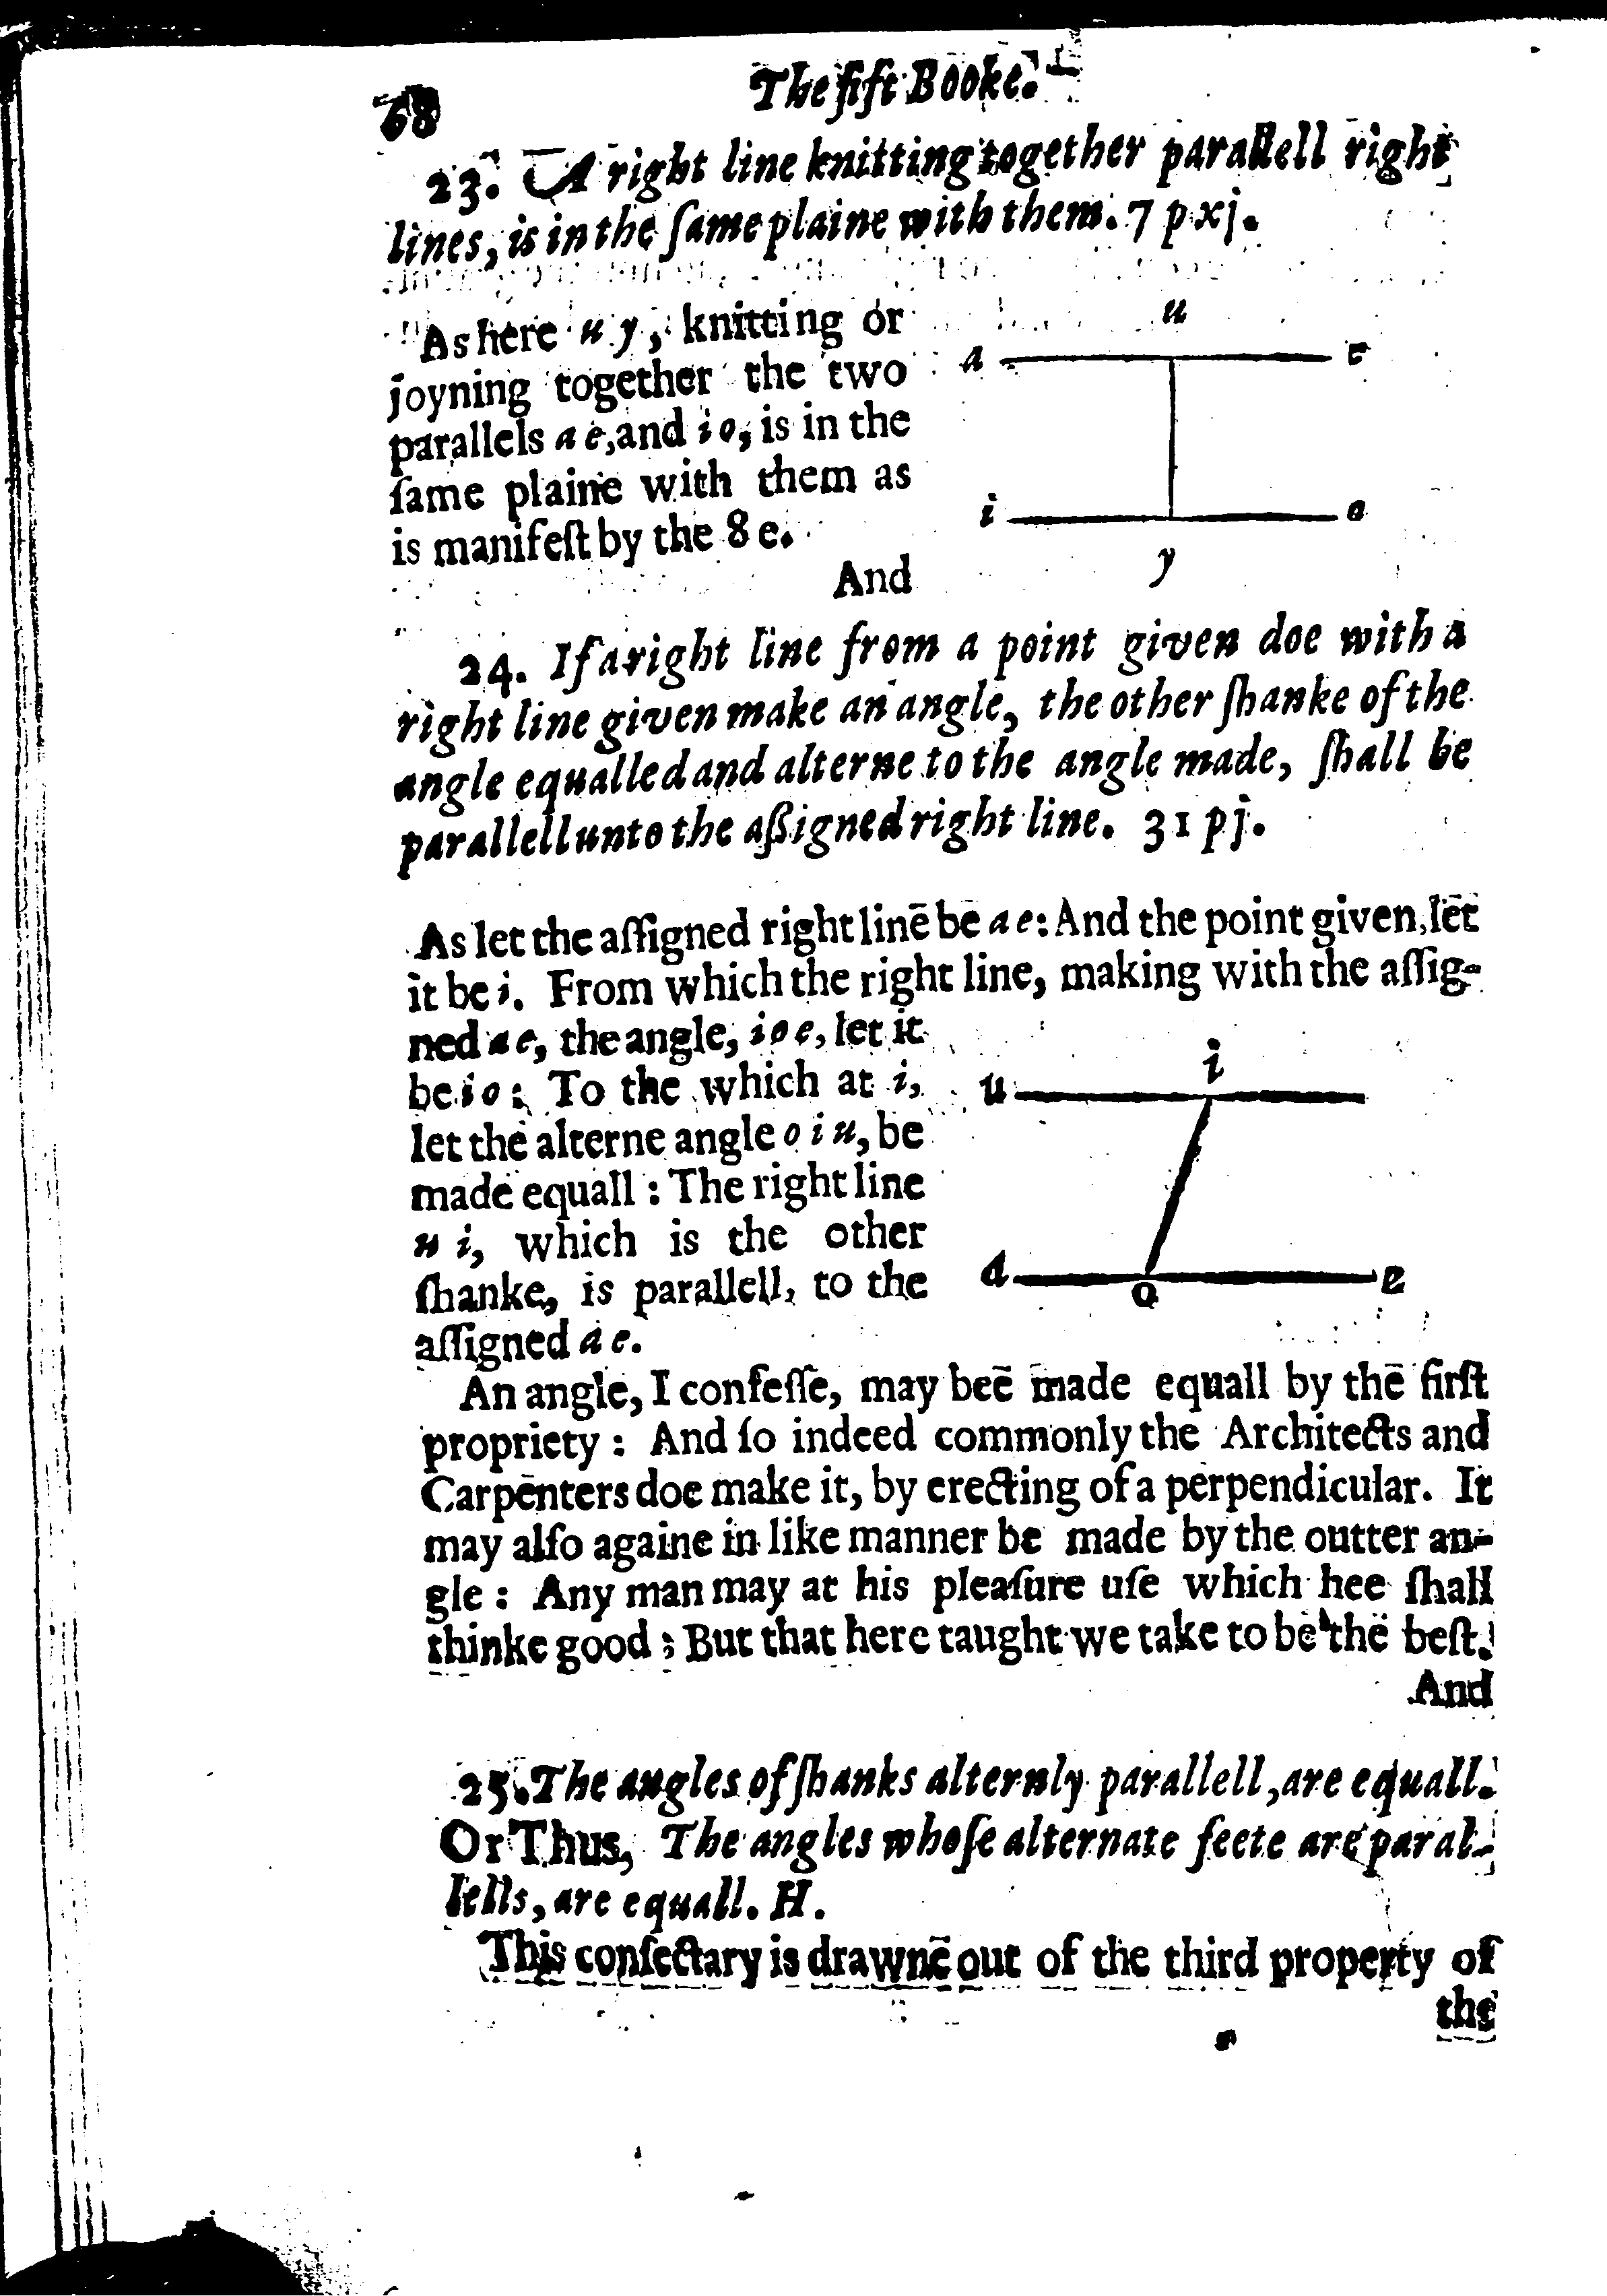 68
The fift Booke.
23. A right line knitting together parallell right
lines, is in the ſame plaine with them. 7 p xj.
As here u y, knitting or
joyning together the two
parallels a e, and i o, is in the
ſame plaine with them as
is manifeſt by the 8 e.
u
a
e
i
o
y
And
24. If a right line from a point given doe with a
right line given make an angle, the other ſhanke of the
angle equalled and alterne to the angle made, ſhall be
parallell unto the aßigned right line. 31 p j.
As let the aſſigned right line be a e: And the point given, let
it be i. From which the right line, making with the aſſig-
ned a e, the angle, i o e, let it
be i o: To the which at i,
let the alterne angle o i u, be
made equall: The right line
u i, which is the other
ſhanke, is parallell, to the
aſſigned a e.
i
u
a
o
e
An angle, I confeſſe, may bee made equall by the firſt
propriety: And ſo indeed commonly the Architects and
Carpenters doe make it, by erecting of a perpendicular. It
may alſo againe in like manner be made by the outter an-
gle: Any man may at his pleaſure uſe which hee ſhall
thinke good; But that here taught we take to be the beſt.
And
25. The angles of ſhanks alternly parallell, are equall.
Or Thus, The angles whoſe alternate feete are paral-
lells, are equall. H.
This conſectary is drawne out of the third property of
the